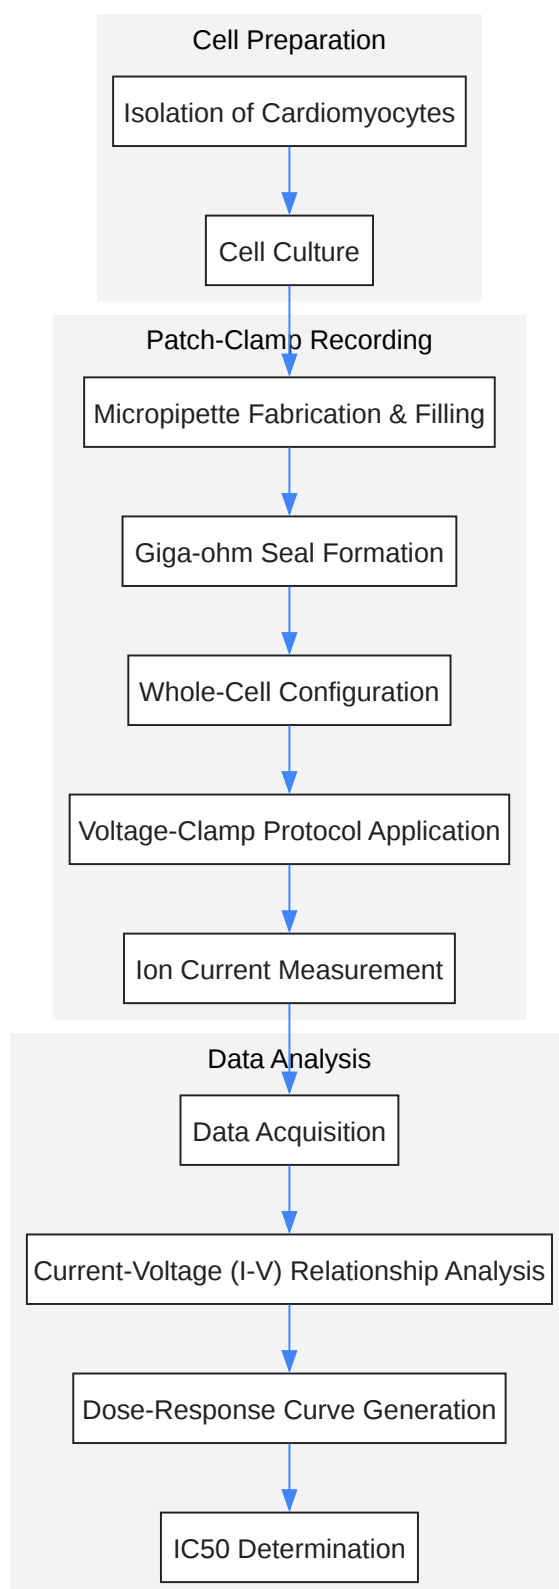 Cell Preparation
Isolation of Cardiomyocytes
Cell Culture
Patch-Clamp Recording
Micropipette Fabrication & Filling
Giga-ohm Seal Formation
Whole-Cell Configuration
Voltage-Clamp Protocol Application
Ion Current Measurement
Data Analysis
Data Acquisition
Current-Voltage (I-V) Relationship Analysis
Dose-Response Curve Generation
IC50 Determination